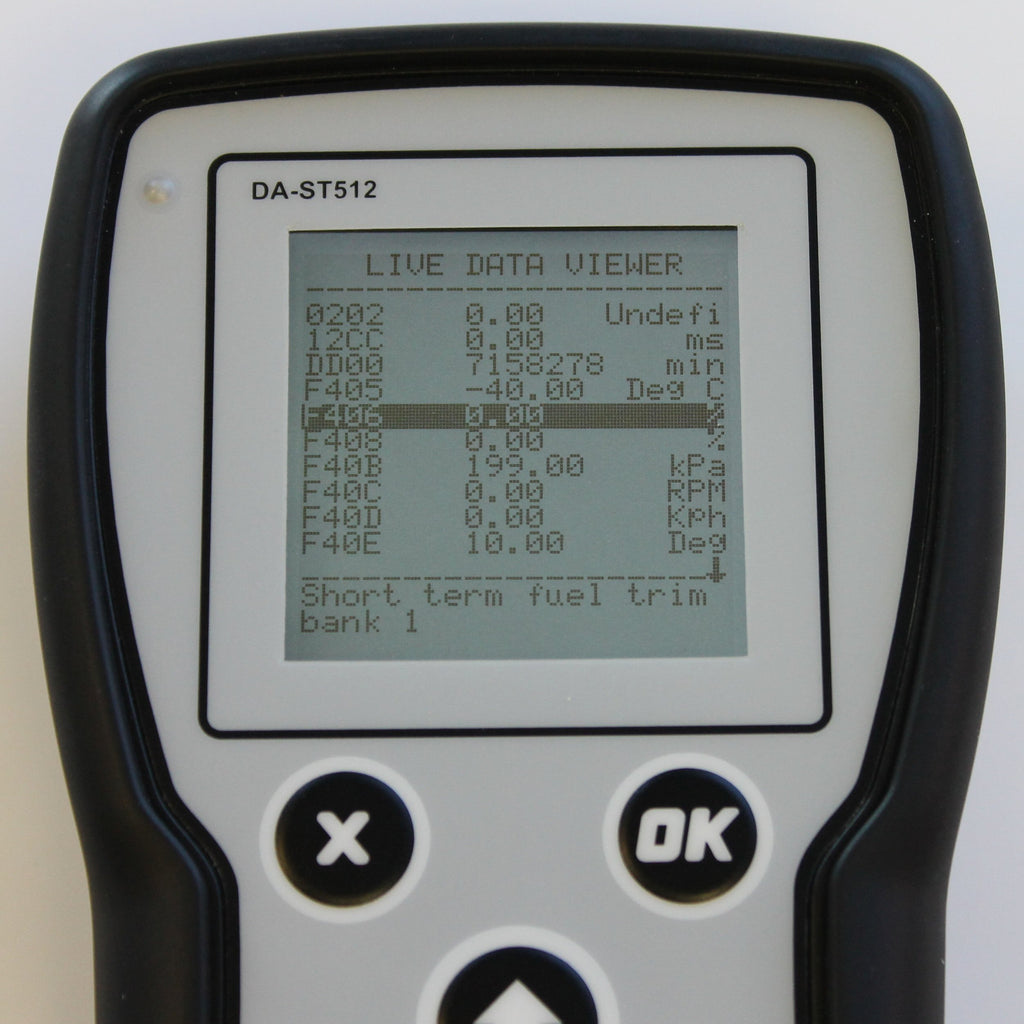 DA-ST512
LIVE DATA VIEWER
0202 0.00 Undefi
12CC 0.00 ms
DD00 7158278 min
F405 -40.00 Deg C
F406 0.00 %
F408 0.00 %
F40B 199.00 kPa
F40C 0.00 RPM
F40D 0.00 Kph
F40E 10.00 Deg
Short term fuel trim
bank 1
X
OK